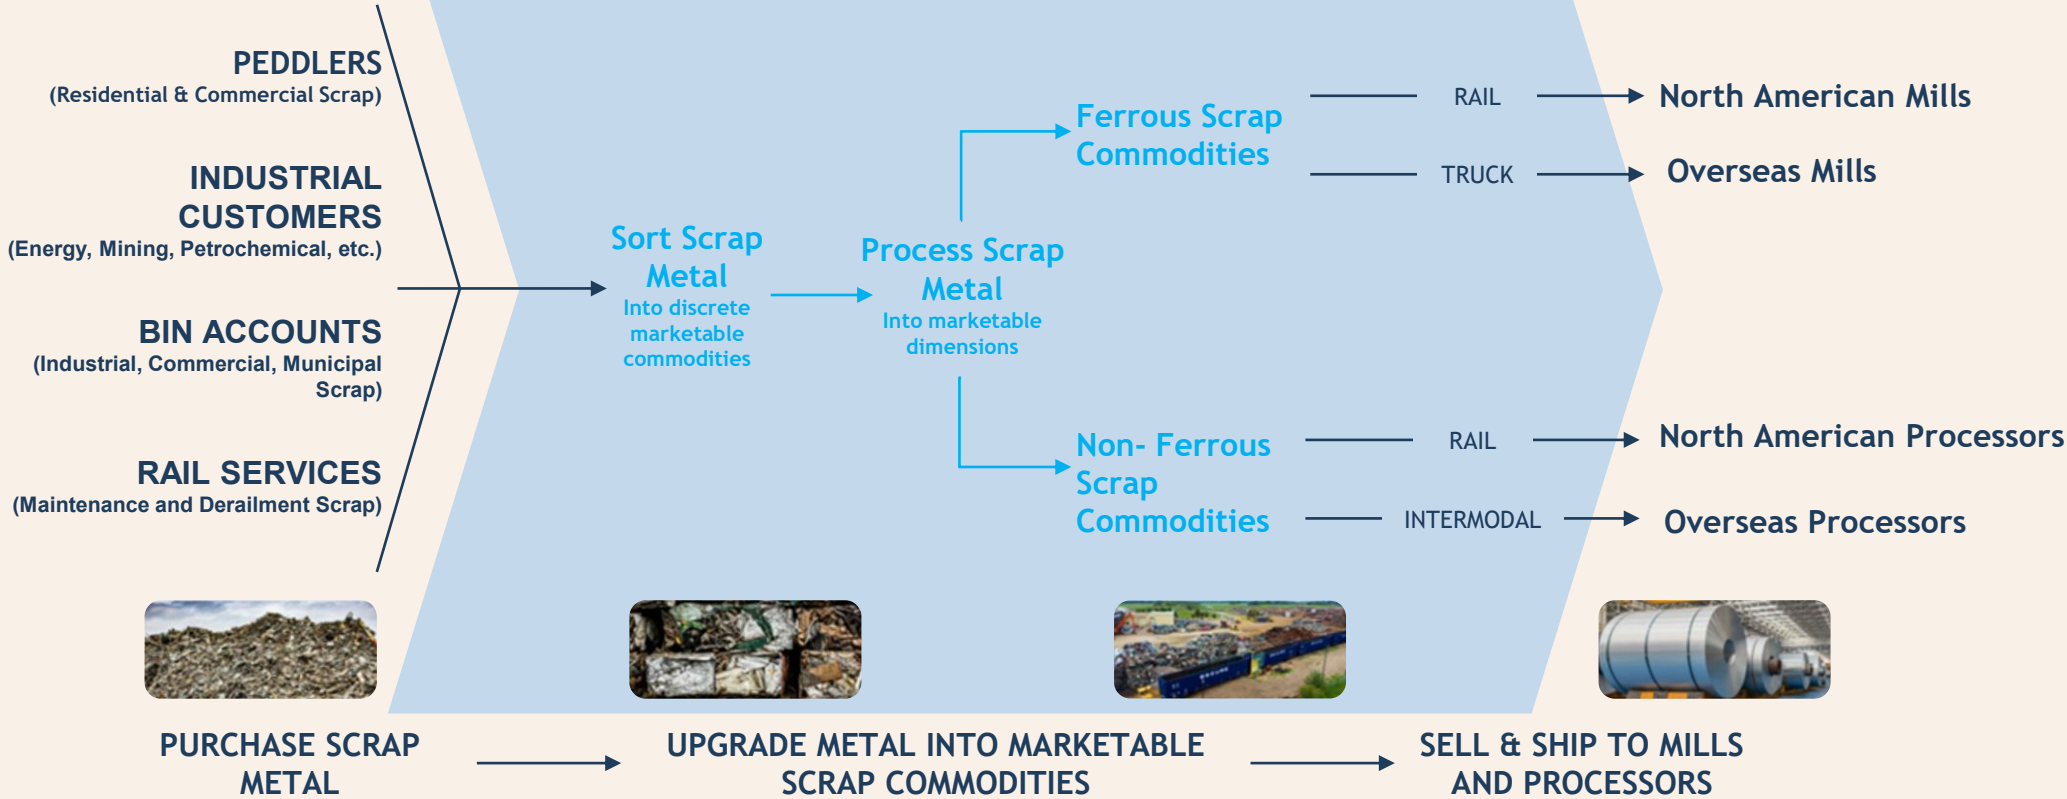 PEDDLERS
(Residential & Commercial Scrap)
INDUSTRIAL
CUSTOMERS
(Energy, Mining, Petrochemical, etc.)
BIN ACCOUNTS
(Industrial, Commercial, Municipal
Scrap)
RAIL SERVICES
(Maintenance and Derailment Scrap)
Sort Scrap
Metal
Into discrete
marketable
commodities
Process Scrap
Metal
Into marketable
dimensions
Ferrous Scrap
Commodities
RAIL
North American Mills
TRUCK
Overseas Mills
Non- Ferrous
Scrap
Commodities
RAIL
North American Processors
INTERMODAL
Overseas Processors
PURCHASE SCRAP
METAL
UPGRADE METAL INTO MARKETABLE
SCRAP COMMODITIES
SELL & SHIP TO MILLS
AND PROCESSORS